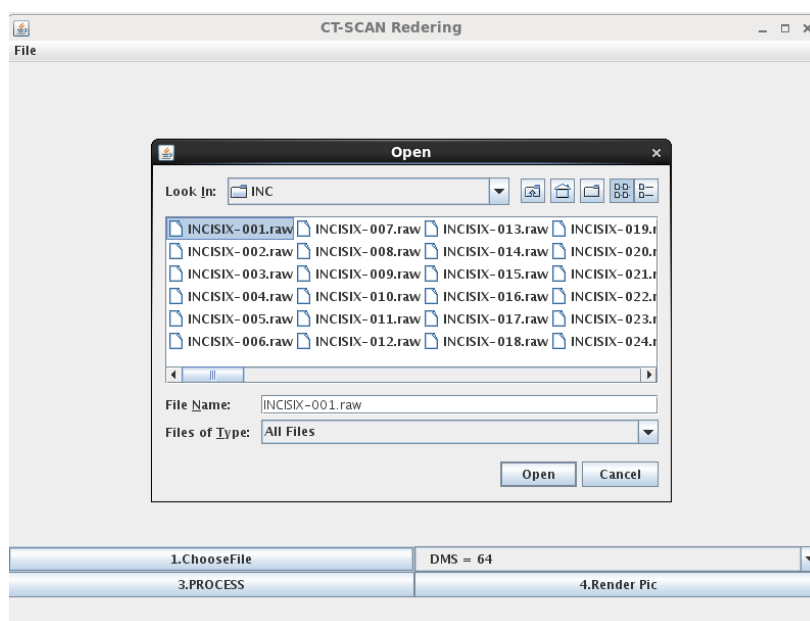 CT-SCAN Redering
File
Open
Look In: INC
INCISIX-001.raw INCISIX-007.raw INCISIX-013.raw INCISIX-019.r
INCISIX-002.raw INCISIX-008.raw INCISIX-014.raw INCISIX-020.r
INCISIX-003.raw INCISIX-009.raw INCISIX-015.raw INCISIX-021.r
INCISIX-004.raw INCISIX-010.raw INCISIX-016.raw INCISIX-022.r
INCISIX-005.raw INCISIX-011.raw INCISIX-017.raw INCISIX-023.r
INCISIX-006.raw INCISIX-012.raw INCISIX-018.raw INCISIX-024.r
File Name: INCISIX-001.raw
Files of Type: All Files
Open Cancel
1.ChooseFile DMS = 64
3.PROCESS 4.Render Pic